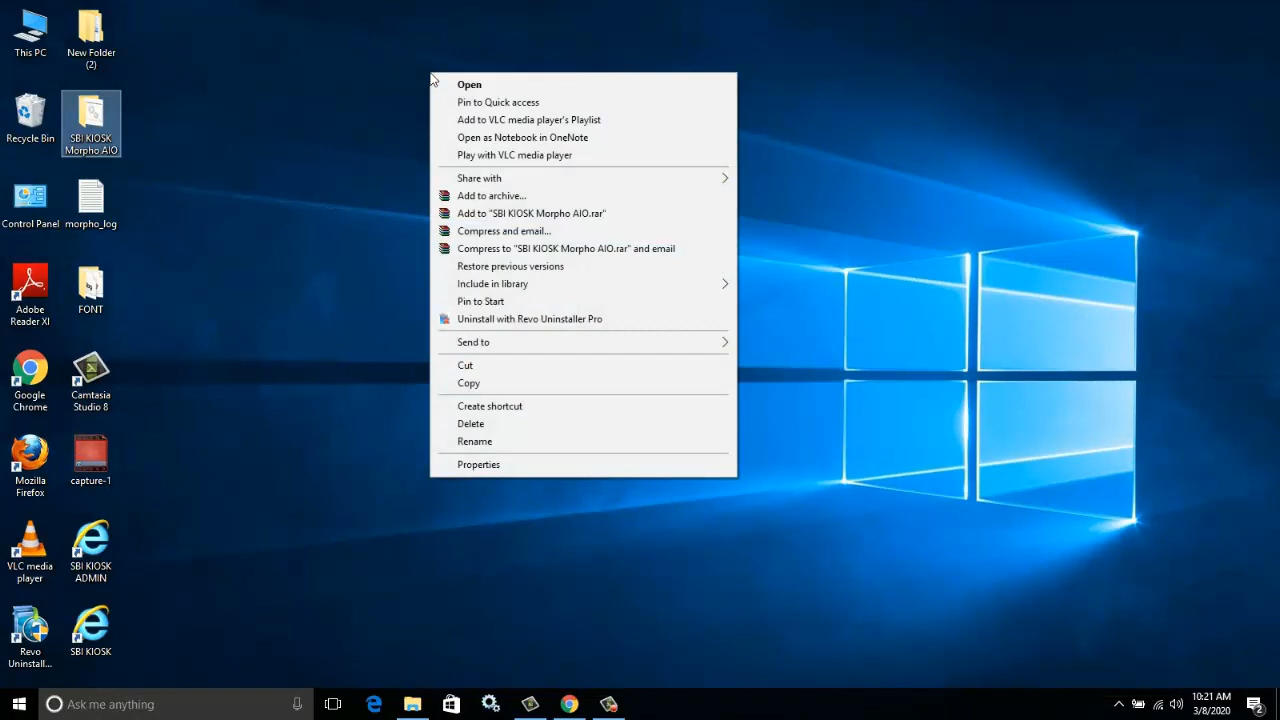 This PC
New Folder
(2)
Recycle Bin
SBI KIOSK
Morpho AIO
Control Panel
morpho_log
Adobe
Reader XI
FONT
Google
Chrome
Camtasia
Studio 8
Mozilla
Firefox
capture-1
VLC media
player
SBI KIOSK
ADMIN
Revo
Uninstall...
SBI KIOSK
Open
Pin to Quick access
Add to VLC media player's Playlist
Open as Notebook in OneNote
Play with VLC media player
Share with
Add to archive...
Add to "SBI KIOSK Morpho AIO.rar"
Compress and email...
Compress to "SBI KIOSK Morpho AIO.rar" and email
Restore previous versions
Include in library
Pin to Start
Uninstall with Revo Uninstaller Pro
Send to
Cut
Copy
Create shortcut
Delete
Rename
Properties
Ask me anything
10:21 AM
3/8/2020
2